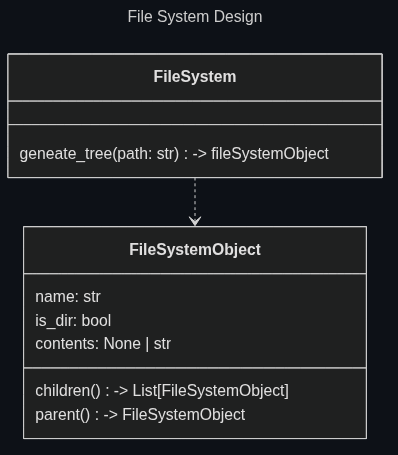 File System Design
FileSystem
geneate_tree(path: str) : -> fileSystemObject
FileSystemObject
name: str
is_dir: bool
contents: None | str
children() : -> List[FileSystemObject]
parent() : -> FileSystemObject